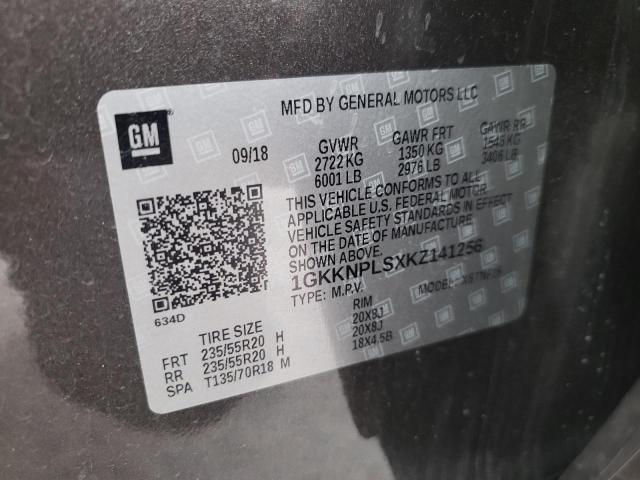 MFD BY GENERAL MOTORS LLC
GM
09/18
GVWR GAWR FRT GAWR RR
2722 KG 1350 KG 1545 KG
6001 LB 2976 LB 3406 LB
THIS VEHICLE CONFORMS TO ALL
APPLICABLE U.S. FEDERAL MOTOR
VEHICLE SAFETY STANDARDS IN EFFECT
ON THE DATE OF MANUFACTURE
SHOWN ABOVE.
1GKKNPLSXKZ141256
TYPE: M.P.V. MODEL:
634D
TIRE SIZE RIM
FRT 235/55R20 H 20X8J
RR 235/55R20 H 20X8J
SPA T135/70R18 M 18X4.5B